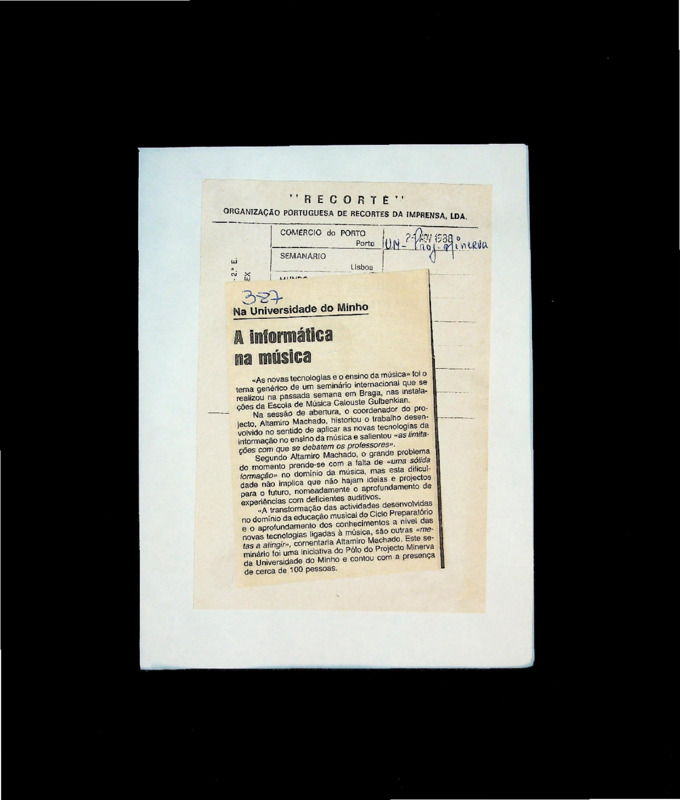 "RECORTE"
ORGANIZAÇÃO PORTUGUESA DE RECORTES DA IMPRENSA, LDA.
COMERCIO do PORTO
Porto
SEMANÁRIO
Lisboa
- 2.º E.
EX
NOV 1988
UM - Proj. Minerva
387
Na Universidade do Minho
A informática
na música
«As novas tecnologias e o ensino da música» foi o
tema genérico de um seminário internacional que se
realizou na passada semana em Braga, nas instala-
ções da Escola de Música Calouste Gulbenkian.
Na sessão de abertura, o coordenador do pro-
jecto, Altamiro Machado, historiou o trabalho desen-
volvido no sentido de aplicar as novas tecnologias da
informação no ensino da música e salientou «as limita-
ções com que se debatem os professores».
Segundo Altamiro Machado, o grande problema
do momento prende-se com a falta de «uma sólida
formação» no domínio da música, mas esta dificul-
dade não implica que não hajam ideias e projectos
para o futuro, nomeadamente o aprofundamento de
experiências com deficientes auditivos.
«A transformação das actividades desenvolvidas
no domínio da educação musical do Ciclo Preparatório
e o aprofundamento dos conhecimentos a nível das
novas tecnologias ligadas à música, são outras «me-
tas a atingir», comentaria Altamiro Machado. Este se-
minário foi uma iniciativa do Pólo do Projecto Minerva
da Universidade do Minho e contou com a presença
de cerca de 100 pessoas.